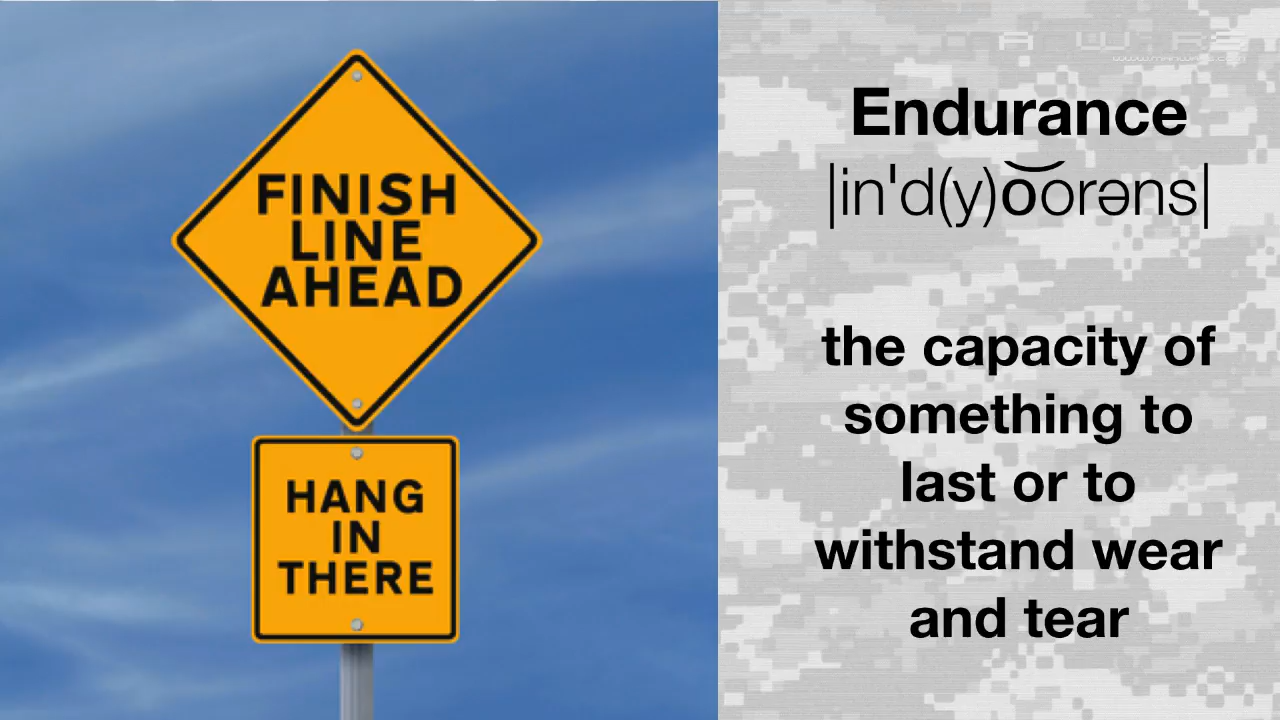 FINISH
LINE
AHEAD
HANG
IN
THERE
Endurance
|in'd(y)o͝orəns|
the capacity of
something to
last or to
withstand wear
and tear